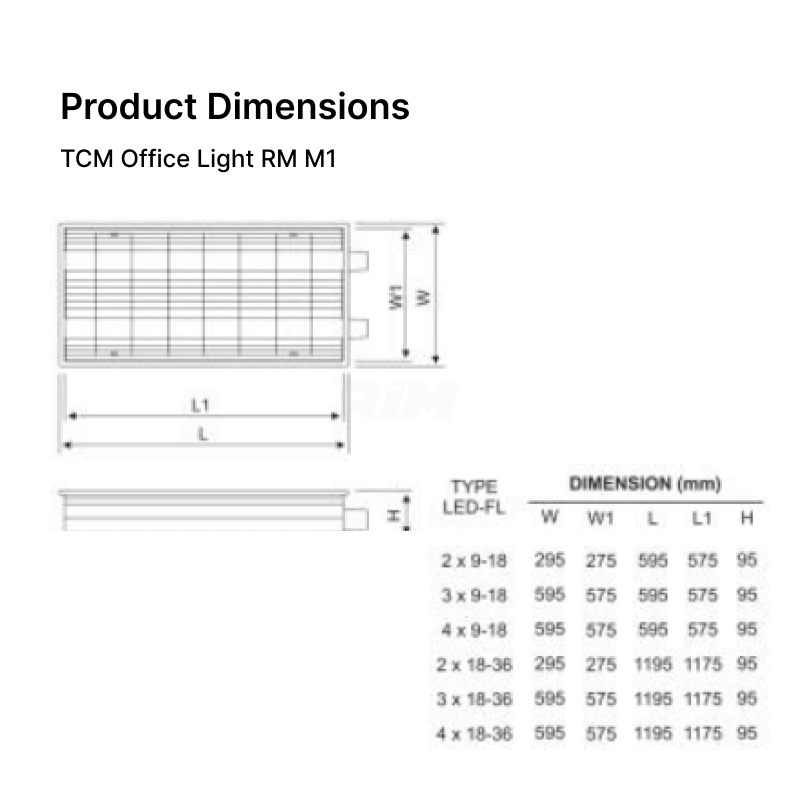 Product Dimensions
TCM Office Light RM M1
W1
W
L1
L
RIM
H
TYPE
LED-FL
DIMENSION (mm)
W W1 L L1 H
2 x 9-18 295 275 595 575 95
3 x 9-18 595 575 595 575 95
4 x 9-18 595 575 595 575 95
2 x 18-36 295 275 1195 1175 95
3 x 18-36 595 575 1195 1175 95
4 x 18-36 595 575 1195 1175 95